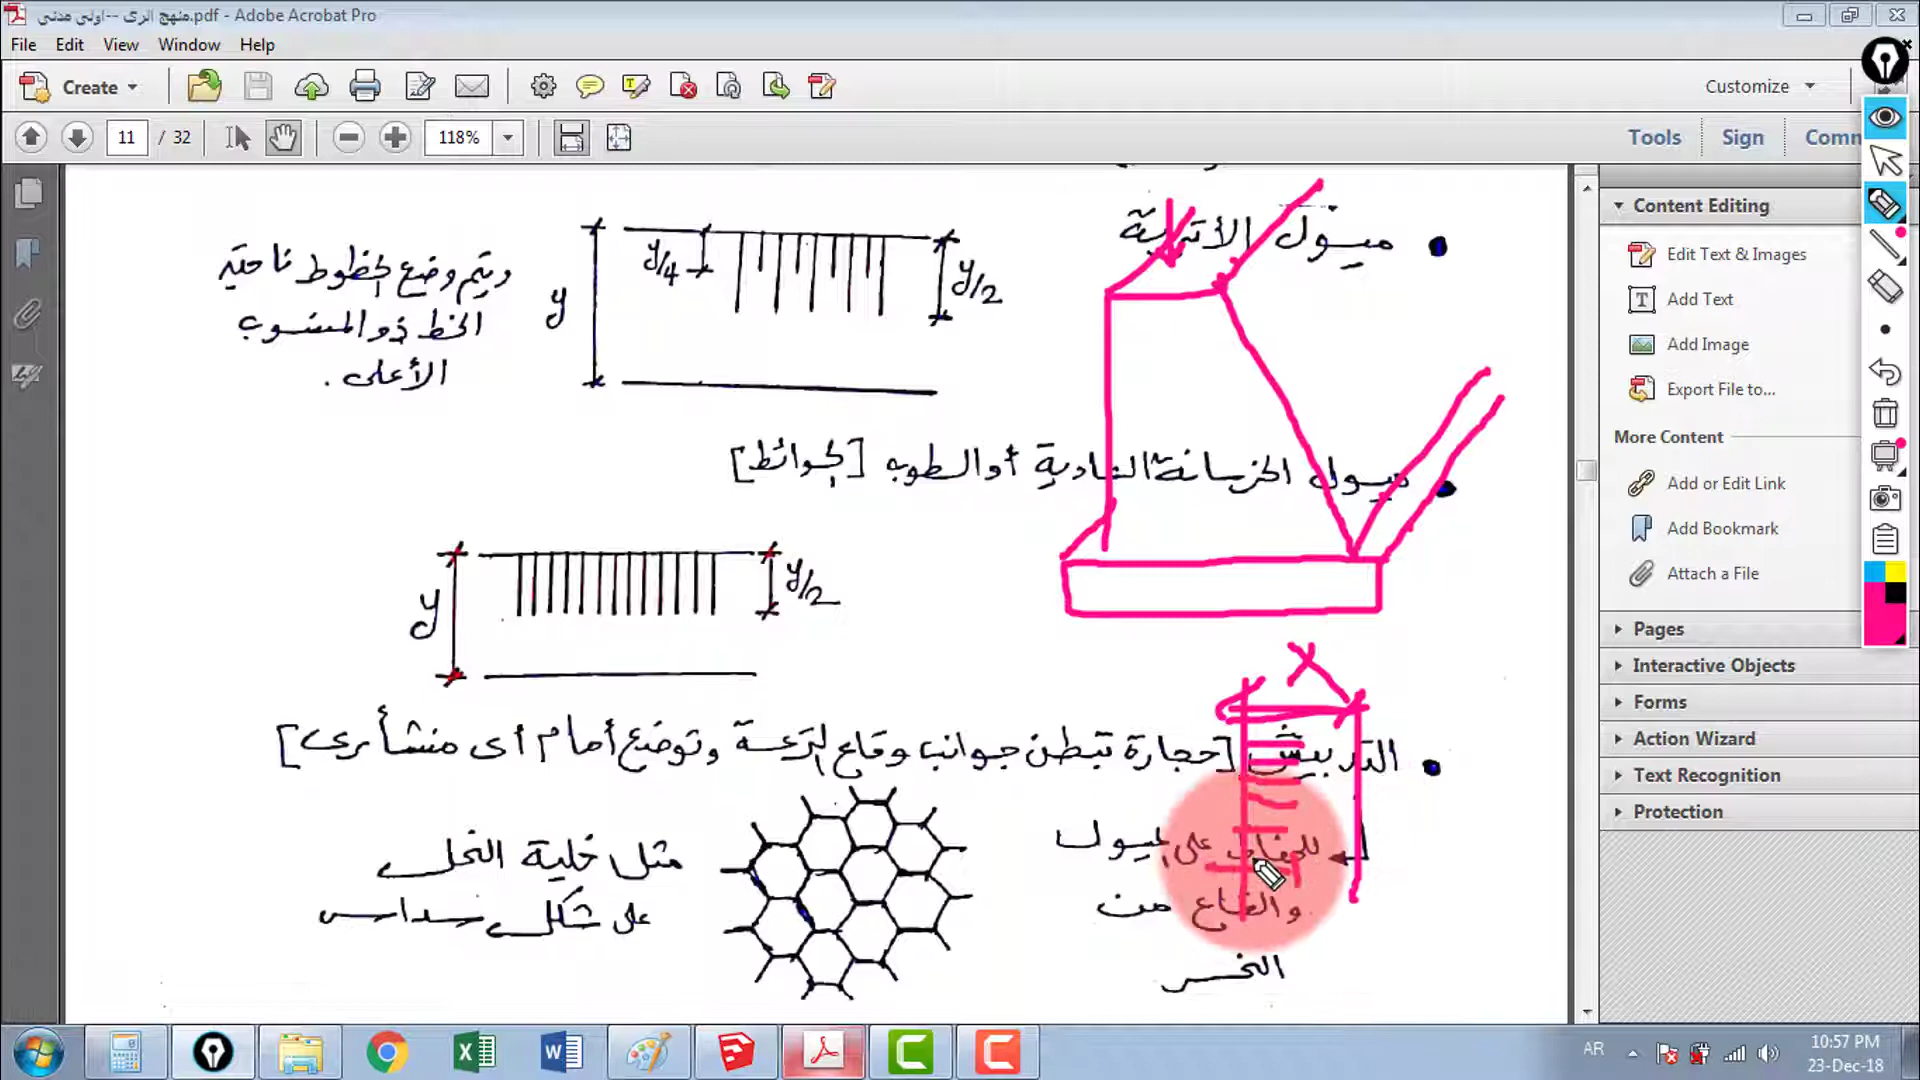 منهج الرى --اولى مدنى.pdf - Adobe Acrobat Pro
File Edit View Window Help
Create
Customize
11 / 32
118%
Tools Sign Comm
ميول الأتربة
y/4
y/2
y
ويتم وضع الخطوط ناحية
الخط ذو المنسوب
الأعلى .
ميول الخرسانة العادية أو الطوب [الحوائط]
y
y/2
x
التدبيش [حجارة تبطن جوانب وقاع الترعة وتوضع أمام أى منشأ رى]
للحفاظ على الميول
والقاع من
النحر
مثل خلية النحل
على شكل سداسى
Content Editing
Edit Text & Images
Add Text
Add Image
Export File to...
More Content
Add or Edit Link
Add Bookmark
Attach a File
Pages
Interactive Objects
Forms
Action Wizard
Text Recognition
Protection
AR
10:57 PM
23-Dec-18